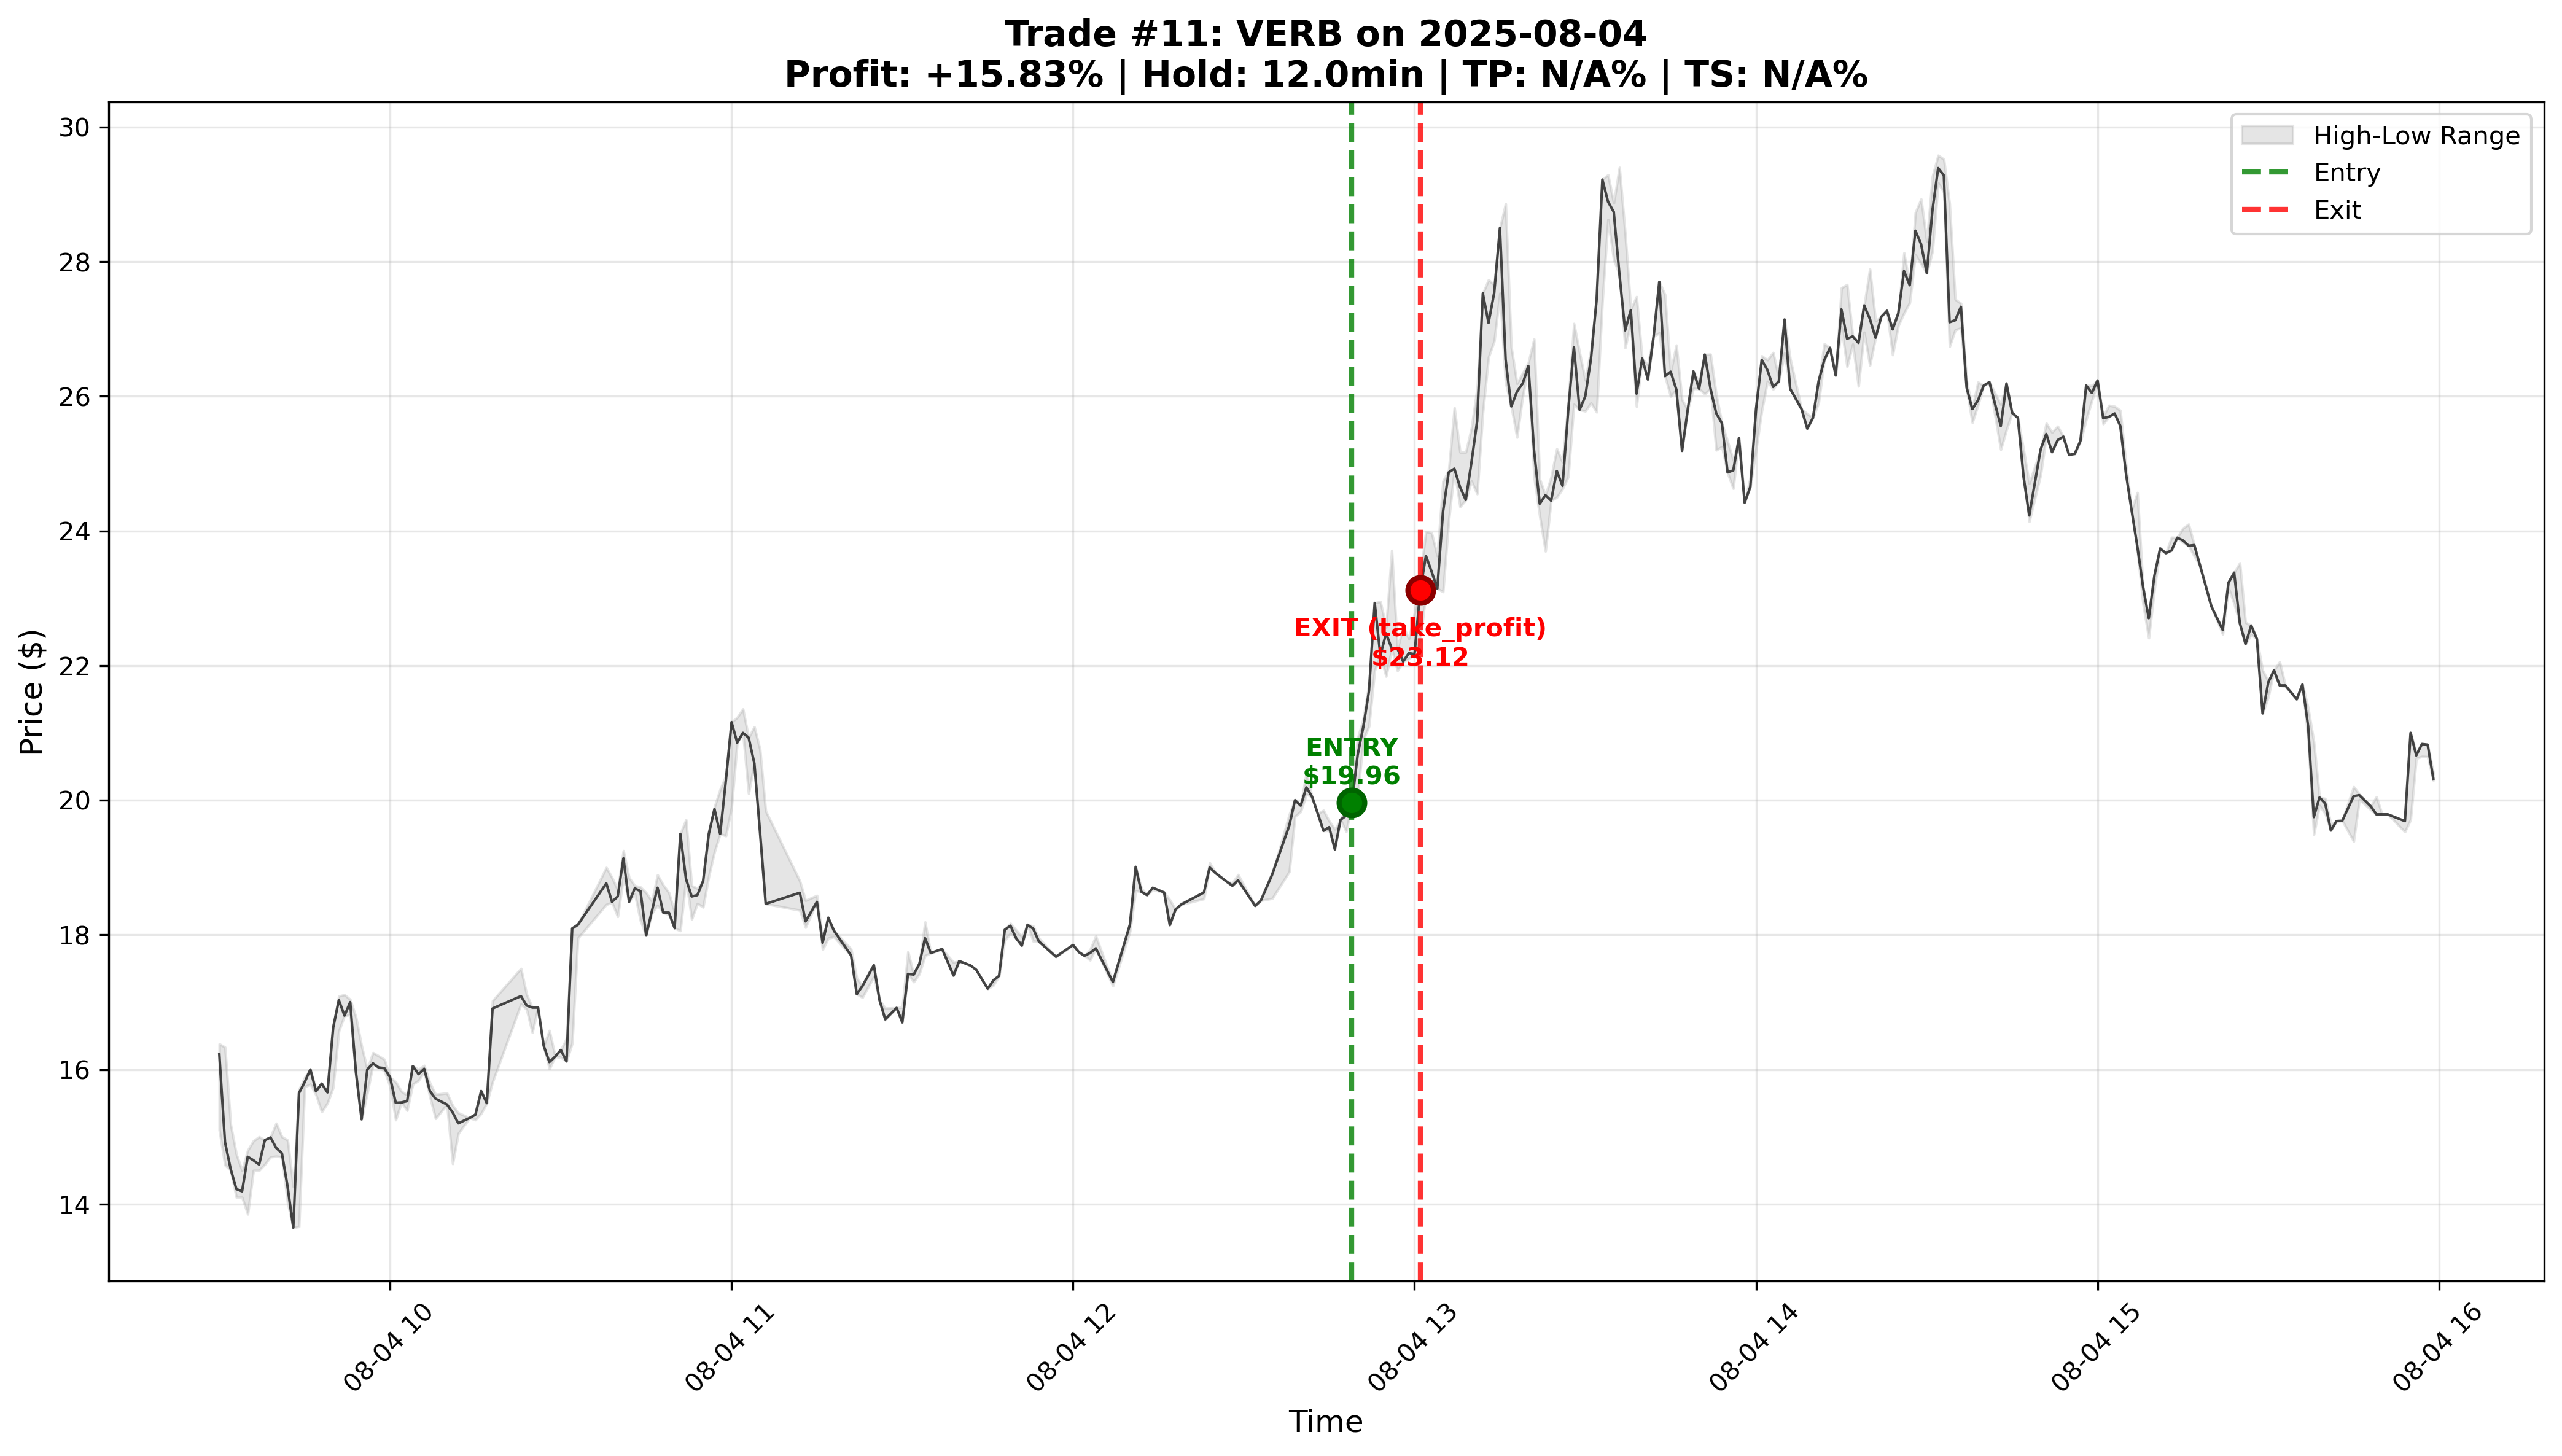 Trade #11: VERB on 2025-08-04
Profit: +15.83% | Hold: 12.0min | TP: N/A% | TS: N/A%
High-Low Range
Entry
Exit
30
28
26
24
22
20
18
16
14
Price ($)
EXIT (take_profit)
$23.12
ENTRY
$19.96
08-04 10
08-04 11
08-04 12
08-04 13
08-04 14
08-04 15
08-04 16
Time